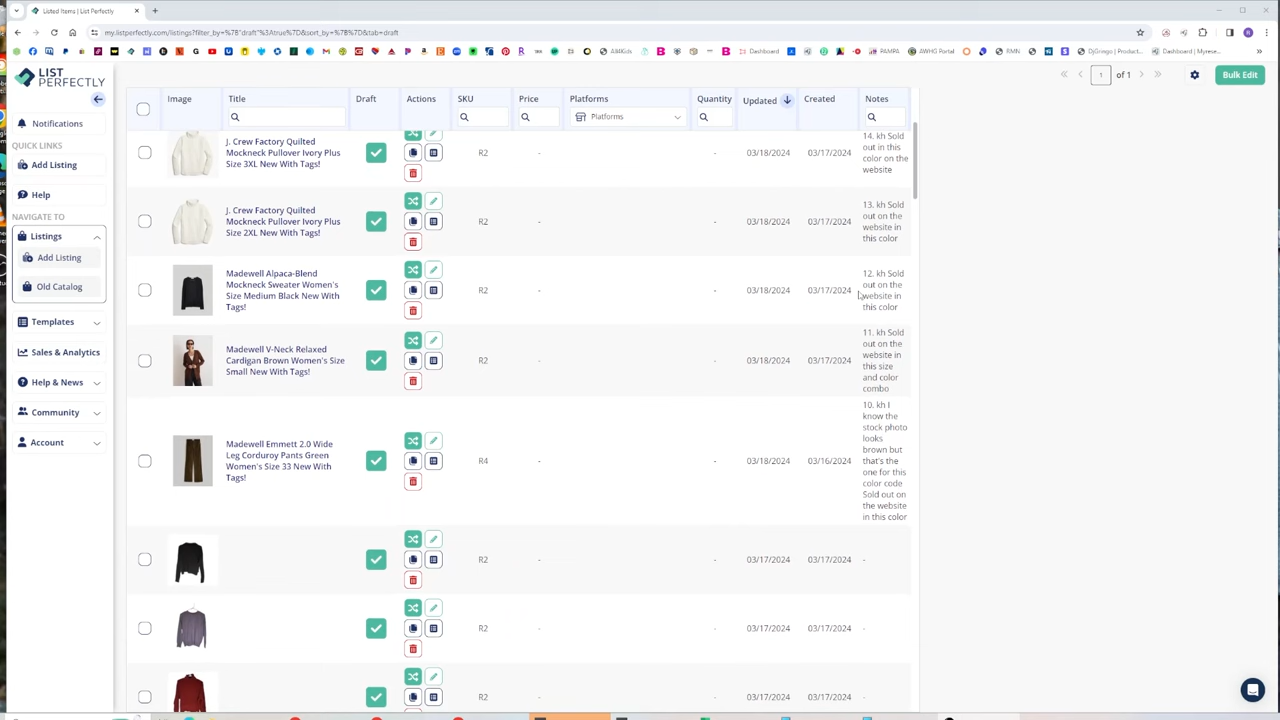 Listed Items | List Perfectly
my.listperfectly.com/listings?filter_by=%7B"draft"%3Atrue%7D&sort_by=%7B%7D&tab=draft
AWHG Portal
PAMPA
RMN
DJGriego | Product...
Dashboard | Myrese...
Dashboard
All4Kids
LIST
PERFECTLY
1 of 1
Bulk Edit
Notifications
QUICK LINKS
Add Listing
Help
NAVIGATE TO
Listings
Add Listing
Old Catalog
Templates
Sales & Analytics
Help & News
Community
Account
Image Title Draft Actions SKU Price Platforms Quantity Updated Created Notes
Platforms
J. Crew Factory Quilted
Mockneck Pullover Ivory Plus
Size 3XL New With Tags!
R2 - - 03/18/2024 03/17/2024
14. kh Sold
out in this
color on the
website
J. Crew Factory Quilted
Mockneck Pullover Ivory Plus
Size 2XL New With Tags!
R2 - - 03/18/2024 03/17/2024
13. kh Sold
out on the
website in
this color
Madewell Alpaca-Blend
Mockneck Sweater Women's
Size Medium Black New With
Tags!
R2 - - 03/18/2024 03/17/2024
12. kh Sold
out on the
website in
this color
Madewell V-Neck Relaxed
Cardigan Brown Women's Size
Small New With Tags!
R2 - - 03/18/2024 03/17/2024
11. kh Sold
out on the
website in
this size
and color
combo
Madewell Emmett 2.0 Wide
Leg Corduroy Pants Green
Women's Size 33 New With
Tags!
R4 - - 03/18/2024 03/16/2024
10. kh I
know the
stock photo
looks
brown but
that's the
one for this
color code
Sold out on
the website
in this color
R2 - - 03/17/2024 03/17/2024 -
R2 - - 03/17/2024 03/17/2024 -
R2 - - 03/17/2024 03/17/2024 -